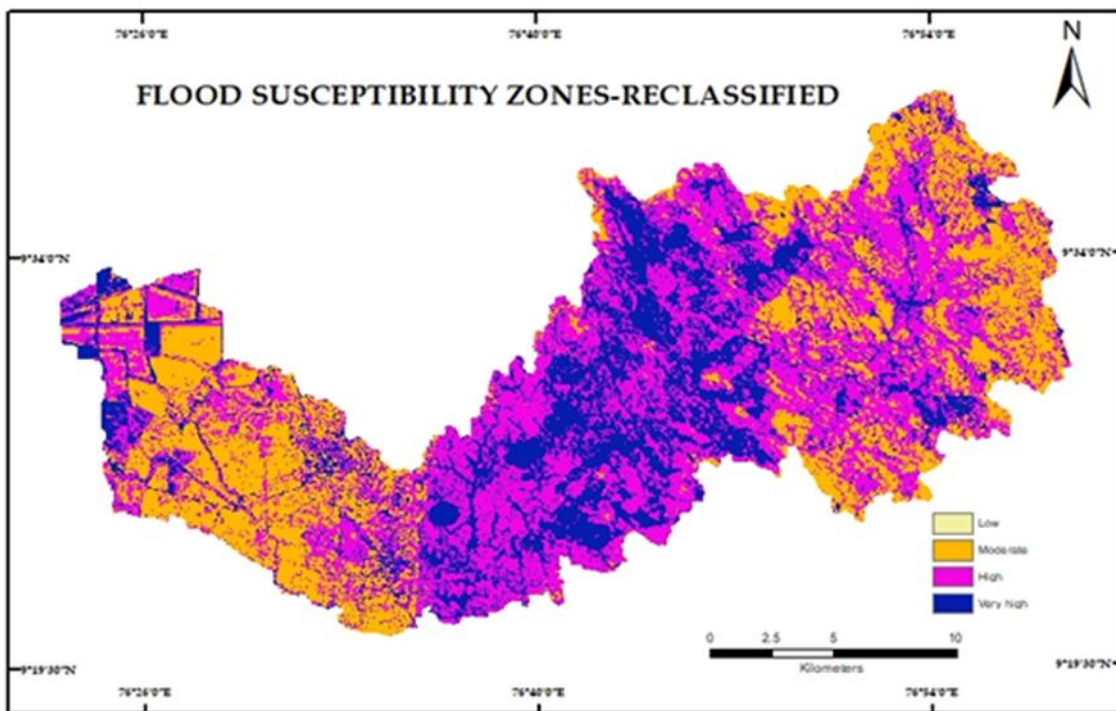 76°26'0"E 76°40'0"E 76°54'0"E
N
FLOOD SUSCEPTIBILITY ZONES-RECLASSIFIED
9°34'0"N 9°34'0"N
Low
Moderate
High
Very high
0 2.5 5 10
Kilometers
9°19'30"N 9°19'30"N
76°26'0"E 76°40'0"E 76°54'0"E